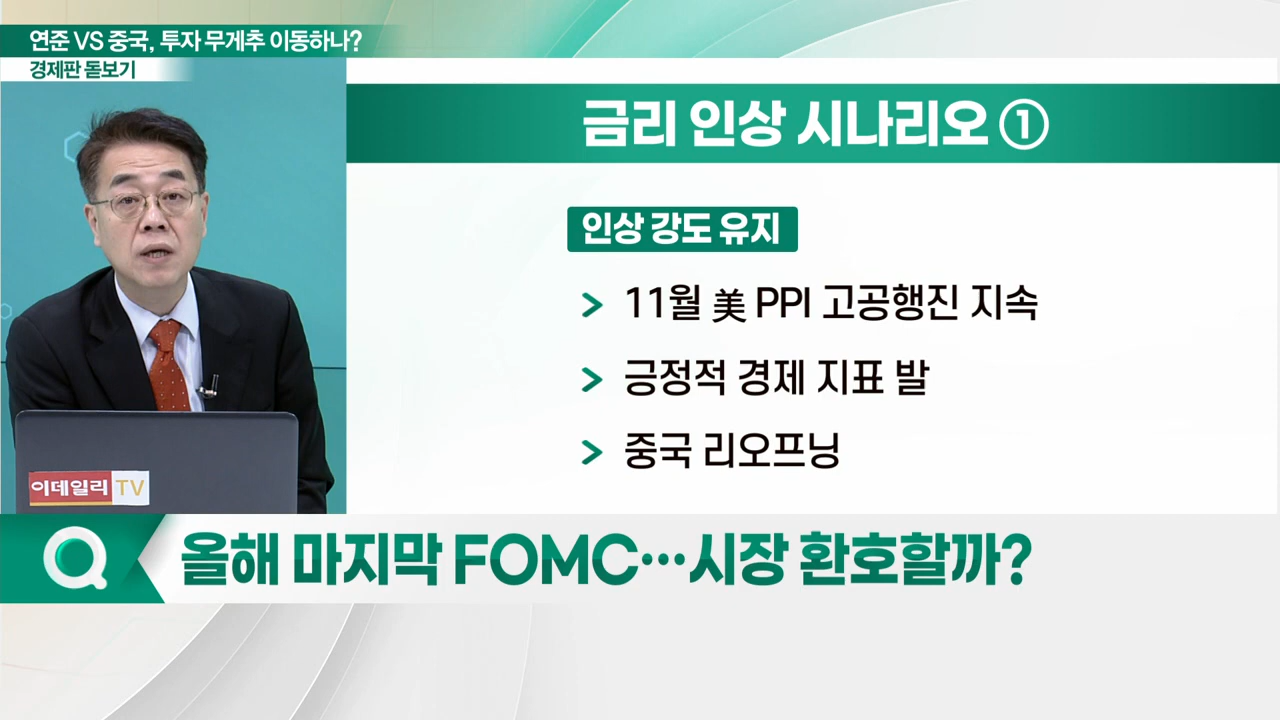 연준 VS 중국, 투자 무게추 이동하나?
경제판 돋보기
금리 인상 시나리오 ①
인상 강도 유지
> 11월 美 PPI 고공행진 지속
> 긍정적 경제 지표 발
> 중국 리오프닝
이데일리 TV
올해 마지막 FOMC…시장 환호할까?